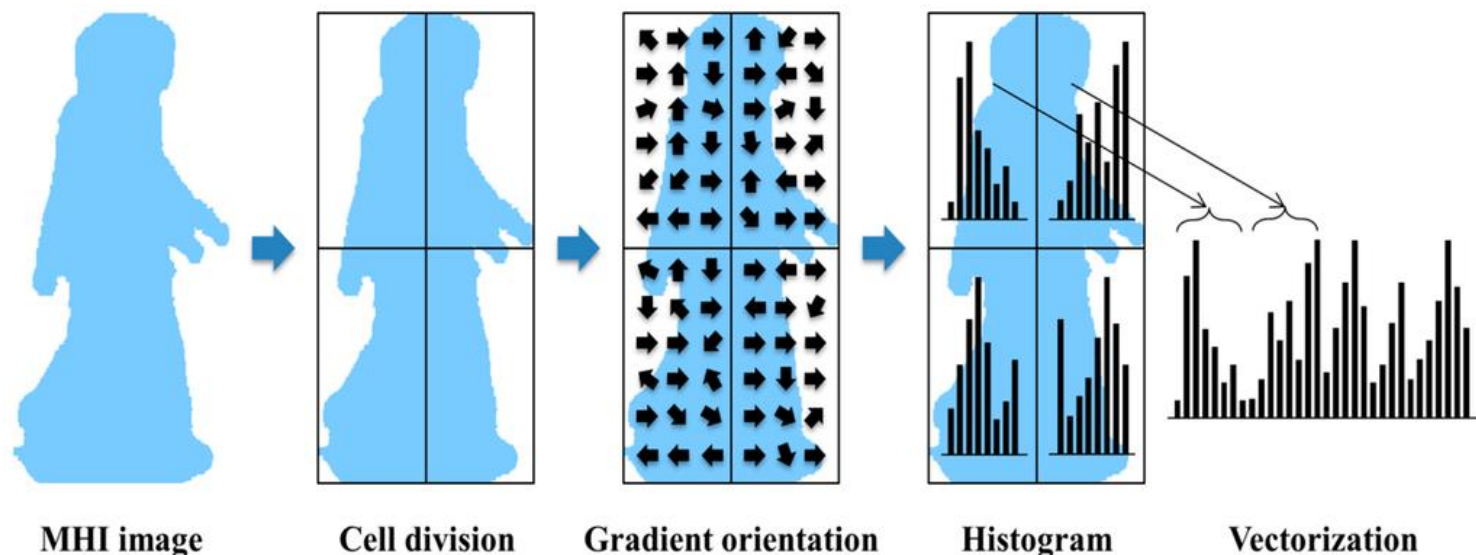 MHI image
Cell division
Gradient orientation
Histogram
Vectorization